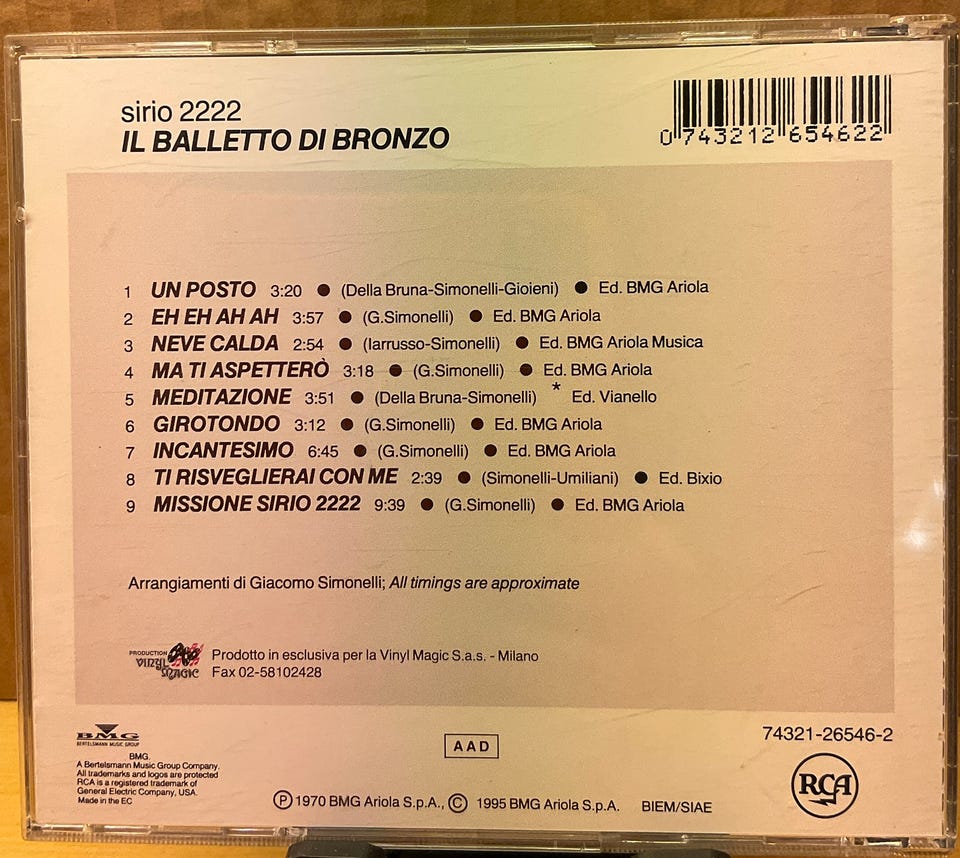 sirio 2222
IL BALLETTO DI BRONZO
0 743212 654622
1 UN POSTO 3:20 ● (Della Bruna-Simonelli-Gioieni) ● Ed. BMG Ariola
2 EH EH AH AH 3:57 ● (G.Simonelli) ● Ed. BMG Ariola
3 NEVE CALDA 2:54 ● (Iarrusso-Simonelli) ● Ed. BMG Ariola Musica
4 MA TI ASPETTERÒ 3:18 ● (G.Simonelli) ● Ed. BMG Ariola
5 MEDITAZIONE 3:51 ● (Della Bruna-Simonelli) * Ed. Vianello
6 GIROTONDO 3:12 ● (G.Simonelli) ● Ed. BMG Ariola
7 INCANTESIMO 6:45 ● (G.Simonelli) ● Ed. BMG Ariola
8 TI RISVEGLIERAI CON ME 2:39 ● (Simonelli-Umiliani) ● Ed. Bixio
9 MISSIONE SIRIO 2222 9:39 ● (G.Simonelli) ● Ed. BMG Ariola
Arrangiamenti di Giacomo Simonelli; All timings are approximate
PRODUCTION
VINYL
MAGIC
Prodotto in esclusiva per la Vinyl Magic S.a.s. - Milano
Fax 02-58102428
BMG
BERTELSMANN MUSIC GROUP
BMG.
A Bertelsmann Music Group Company.
All trademarks and logos are protected
RCA is a registered trademark of
General Electric Company, USA.
Made in the EC
AAD
74321-26546-2
RCA
Ⓟ 1970 BMG Ariola S.p.A., © 1995 BMG Ariola S.p.A. BIEM/SIAE